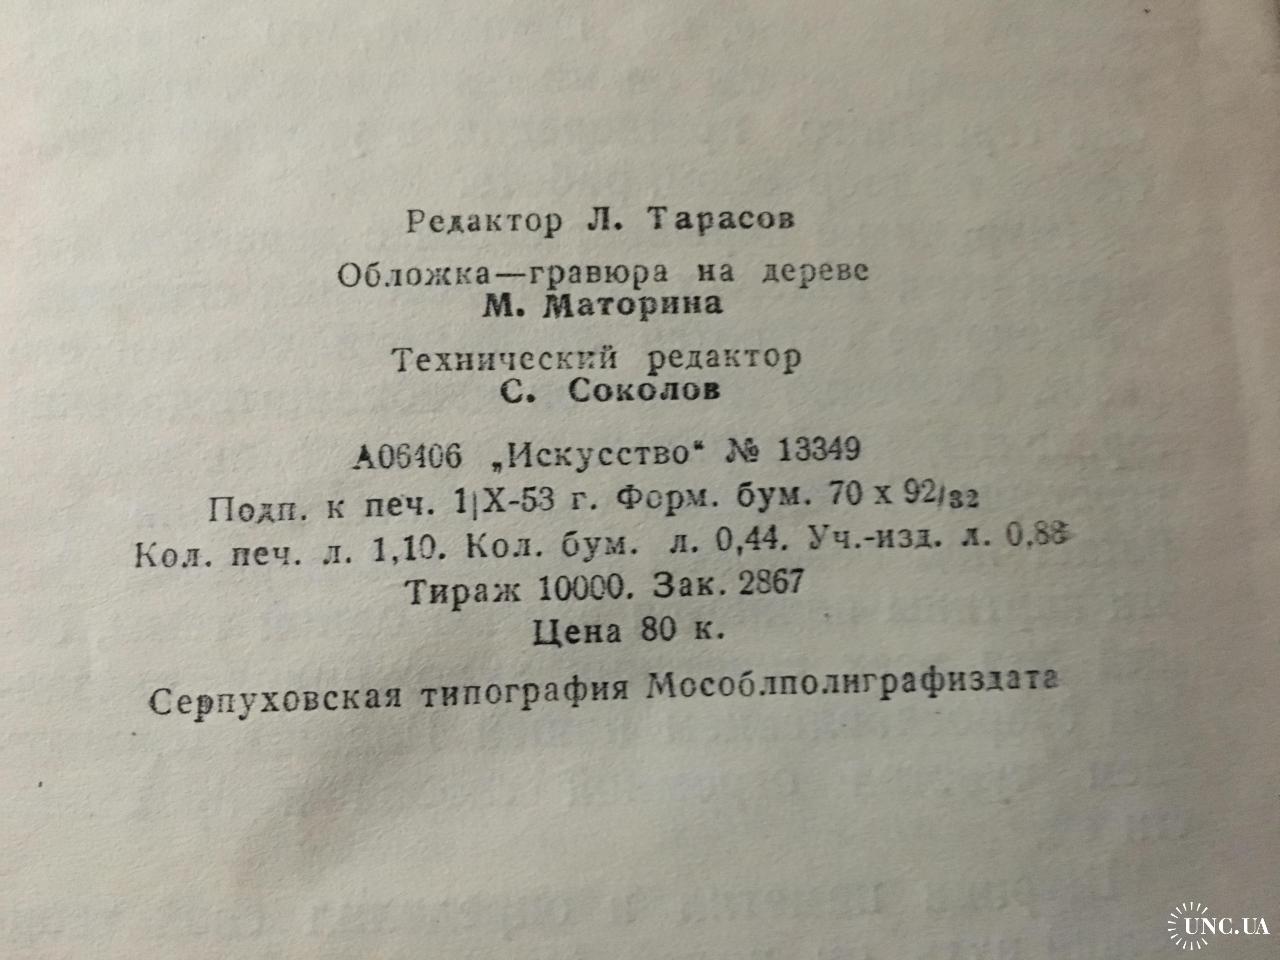 Редактор Л. Тарасов
Обложка—гравюра на дереве
М. Маторина
Технический редактор
С. Соколов
А06406 „Искусство“ № 13349
Подп. к печ. 1|X-53 г. Форм. бум. 70 х 92/32
Кол. печ. л. 1,10. Кол. бум. л. 0,44. Уч.-изд. л. 0,88
Тираж 10000. Зак. 2867
Цена 80 к.
Серпуховская типография Мособлполиграфиздата
UNC.UA